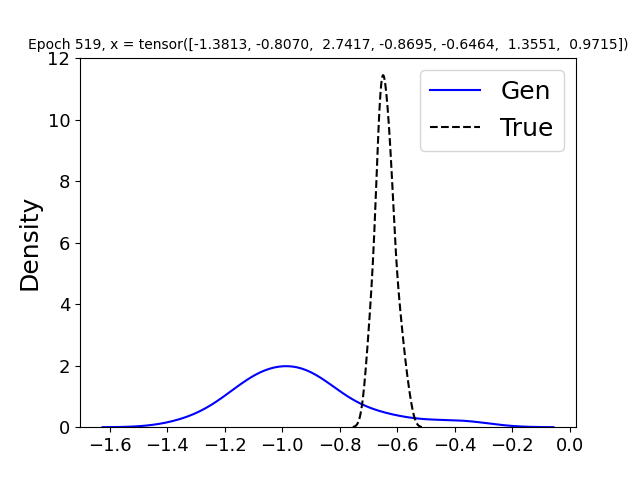 Epoch 519, x = tensor([-1.3813, -0.8070,  2.7417, -0.8695, -0.6464,  1.3551,  0.9715])
12
10
8
6
4
2
0
Density
Gen
True
−1.6 −1.4 −1.2 −1.0 −0.8 −0.6 −0.4 −0.2 0.0